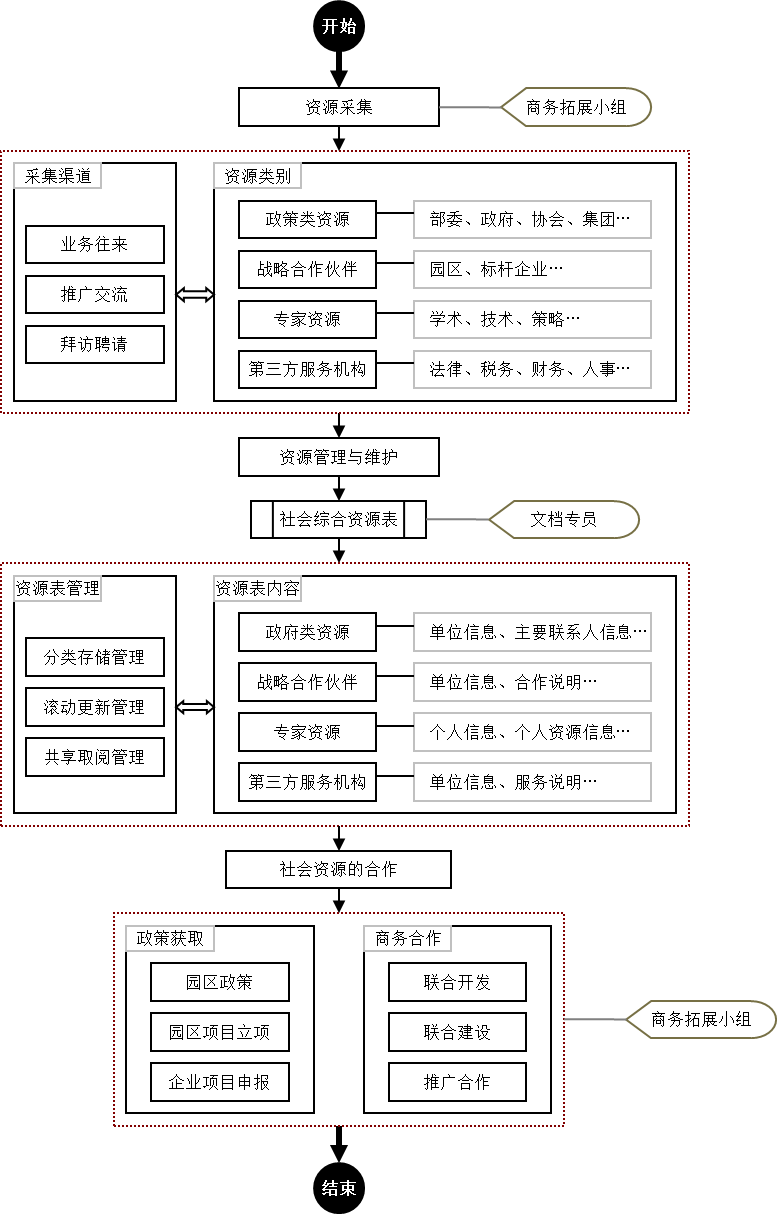 开始
资源采集
商务拓展小组
采集渠道
业务往来
推广交流
拜访聘请
资源类别
政策类资源
部委、政府、协会、集团…
战略合作伙伴
园区、标杆企业…
专家资源
学术、技术、策略…
第三方服务机构
法律、税务、财务、人事…
资源管理与维护
社会综合资源表
文档专员
资源表管理
分类存储管理
滚动更新管理
共享取阅管理
资源表内容
政府类资源
单位信息、主要联系人信息…
战略合作伙伴
单位信息、合作说明…
专家资源
个人信息、个人资源信息…
第三方服务机构
单位信息、服务说明…
社会资源的合作
政策获取
园区政策
园区项目立项
企业项目申报
商务合作
联合开发
联合建设
推广合作
商务拓展小组
结束